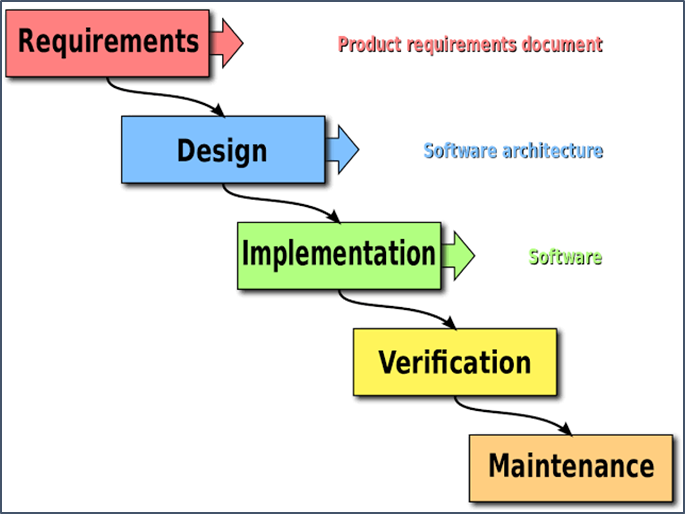 Requirements
Product requirements document
Design
Software architecture
Implementation
Software
Verification
Maintenance